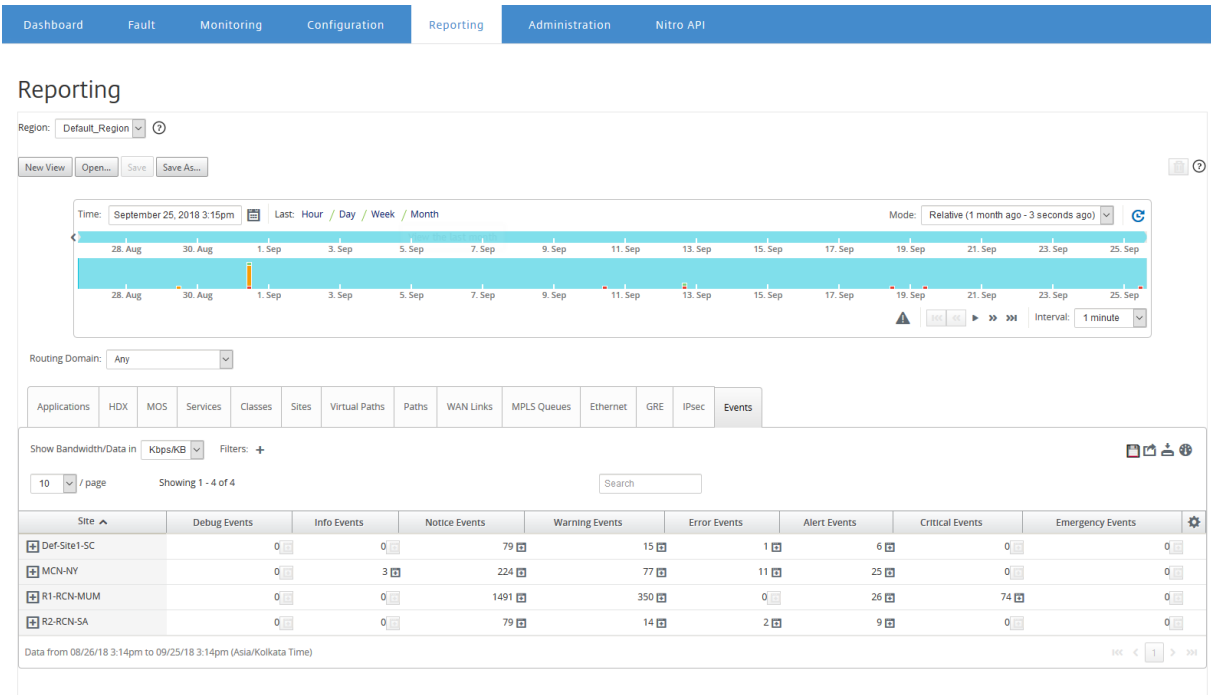 Dashboard Fault Monitoring Configuration Reporting Administration Nitro API
Reporting
Region: Default_Region
New View Open... Save Save As...
Time: September 25, 2018 3:15pm Last: Hour / Day / Week / Month Mode: Relative (1 month ago - 3 seconds ago)
28. Aug 30. Aug 1. Sep 3. Sep 5. Sep 7. Sep 9. Sep 11. Sep 13. Sep 15. Sep 17. Sep 19. Sep 21. Sep 23. Sep 25. Sep
28. Aug 30. Aug 1. Sep 3. Sep 5. Sep 7. Sep 9. Sep 11. Sep 13. Sep 15. Sep 17. Sep 19. Sep 21. Sep 23. Sep 25. Sep
Interval: 1 minute
Routing Domain: Any
Applications HDX MOS Services Classes Sites Virtual Paths Paths WAN Links MPLS Queues Ethernet GRE IPsec Events
Show Bandwidth/Data in Kbps/KB Filters: +
10 / page Showing 1 - 4 of 4 Search
Site Debug Events Info Events Notice Events Warning Events Error Events Alert Events Critical Events Emergency Events
Def-Site1-SC 0 0 79 15 1 6 0 0
MCN-NY 0 3 224 77 11 25 0 0
R1-RCN-MUM 0 0 1491 350 0 26 74 0
R2-RCN-SA 0 0 79 14 2 9 0 0
Data from 08/26/18 3:14pm to 09/25/18 3:14pm (Asia/Kolkata Time) 1